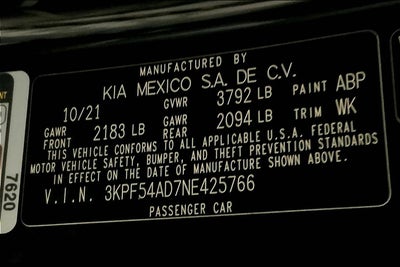 MANUFACTURED BY
KIA MEXICO S.A. DE C.V.
10/21 GVWR 3792 LB PAINT ABP
GAWR FRONT 2183 LB GAWR REAR 2094 LB TRIM WK
THIS VEHICLE CONFORMS TO ALL APPLICABLE U.S.A. FEDERAL
MOTOR VEHICLE SAFETY, BUMPER, AND THEFT PREVENTION STANDARDS
IN EFFECT ON THE DATE OF MANUFACTURE SHOWN ABOVE.
V.I.N. 3KPF54AD7NE425766
PASSENGER CAR
7620